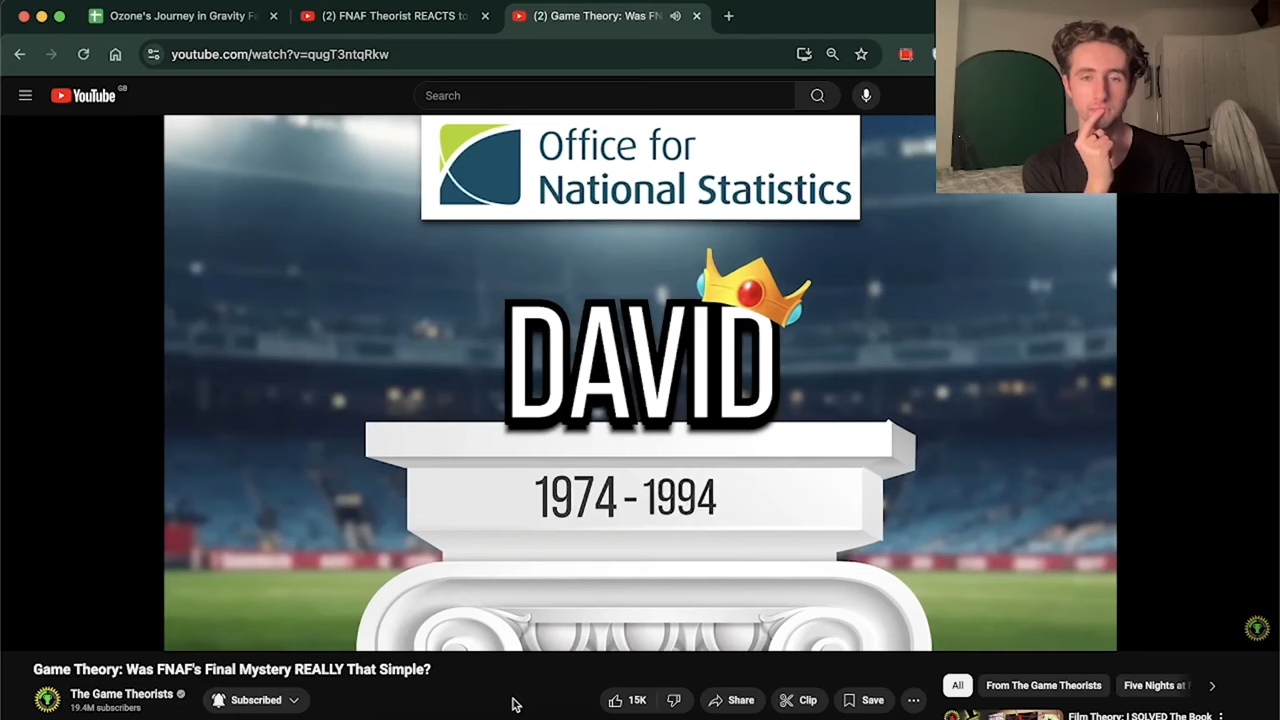 Ozone's Journey in Gravity Fa
(2) FNAF Theorist REACTS to
(2) Game Theory: Was FN
youtube.com/watch?v=qugT3ntqRkw
YouTube GB
Search
Office for
National Statistics
DAVID
1974 - 1994
Game Theory: Was FNAF's Final Mystery REALLY That Simple?
The Game Theorists
19.4M subscribers
Subscribed
15K
Share
Clip
Save
All
From The Game Theorists
Five Nights at F
Film Theory: I SOLVED The Book